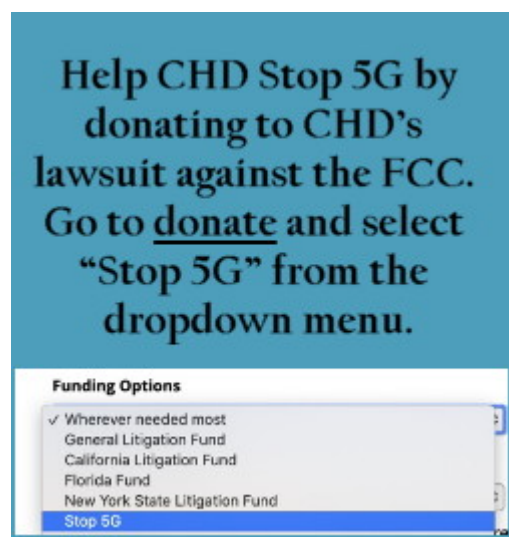 Help CHD Stop 5G by
donating to CHD's
lawsuit against the FCC.
Go to donate and select
“Stop 5G” from the
dropdown menu.
Funding Options
✓ Wherever needed most
General Litigation Fund
California Litigation Fund
Florida Fund
New York State Litigation Fund
Stop 5G